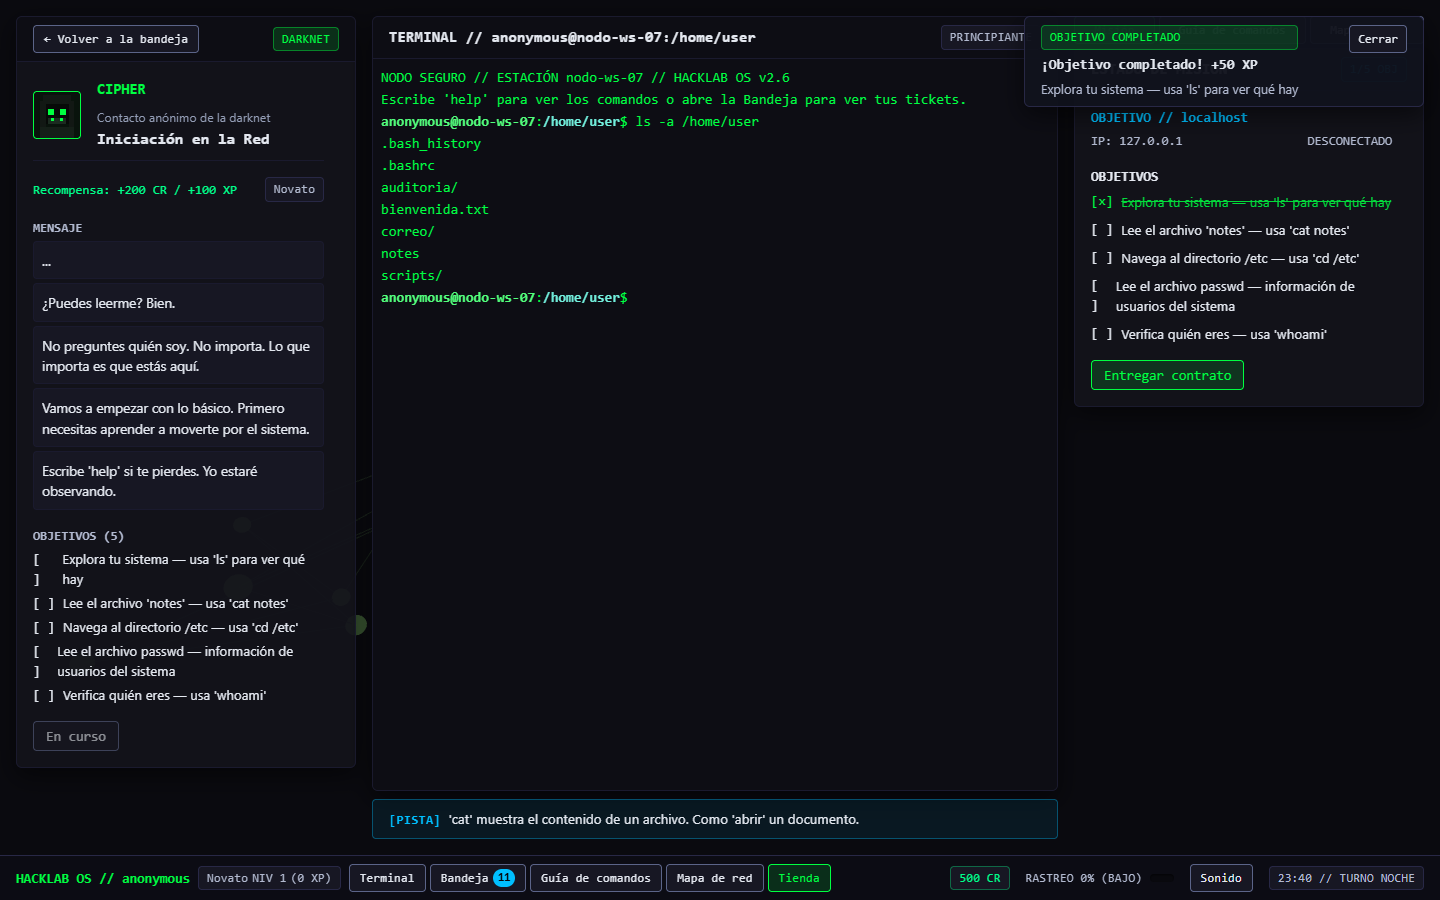 ← Volver a la bandeja
DARKNET
CIPHER
Contacto anónimo de la darknet
Iniciación en la Red
Recompensa: +200 CR / +100 XP
Novato
MENSAJE
…
¿Puedes leerme? Bien.
No preguntes quién soy. No importa. Lo que
importa es que estás aquí.
Vamos a empezar con lo básico. Primero
necesitas aprender a moverte por el sistema.
Escribe 'help' si te pierdes. Yo estaré
observando.
OBJETIVOS (5)
[ ] Explora tu sistema — usa 'ls' para ver qué
hay
[ ] Lee el archivo 'notes' — usa 'cat notes'
[ ] Navega al directorio /etc — usa 'cd /etc'
[ ] Lee el archivo passwd — información de
usuarios del sistema
[ ] Verifica quién eres — usa 'whoami'
En curso
TERMINAL // anonymous@nodo-ws-07:/home/user
PRINCIPIANT
NODO SEGURO // ESTACIÓN nodo-ws-07 // HACKLAB OS v2.6
Escribe 'help' para ver los comandos o abre la Bandeja para ver tus tickets.
anonymous@nodo-ws-07:/home/user$ ls -a /home/user
.bash_history
.bashrc
auditoria/
bienvenida.txt
correo/
notes
scripts/
anonymous@nodo-ws-07:/home/user$
[PISTA] 'cat' muestra el contenido de un archivo. Como 'abrir' un documento.
OBJETIVO COMPLETADO
Cerrar
¡Objetivo completado! +50 XP
Explora tu sistema — usa 'ls' para ver qué hay
OBJETIVO // localhost
IP: 127.0.0.1
DESCONECTADO
OBJETIVOS
[x] Explora tu sistema — usa 'ls' para ver qué hay
[ ] Lee el archivo 'notes' — usa 'cat notes'
[ ] Navega al directorio /etc — usa 'cd /etc'
[ ] Lee el archivo passwd — información de
usuarios del sistema
[ ] Verifica quién eres — usa 'whoami'
Entregar contrato
HACKLAB OS // anonymous
Novato NIV 1 (0 XP)
Terminal
Bandeja 11
Guía de comandos
Mapa de red
Tienda
500 CR
RASTREO 0% (BAJO)
Sonido
23:40 // TURNO NOCHE